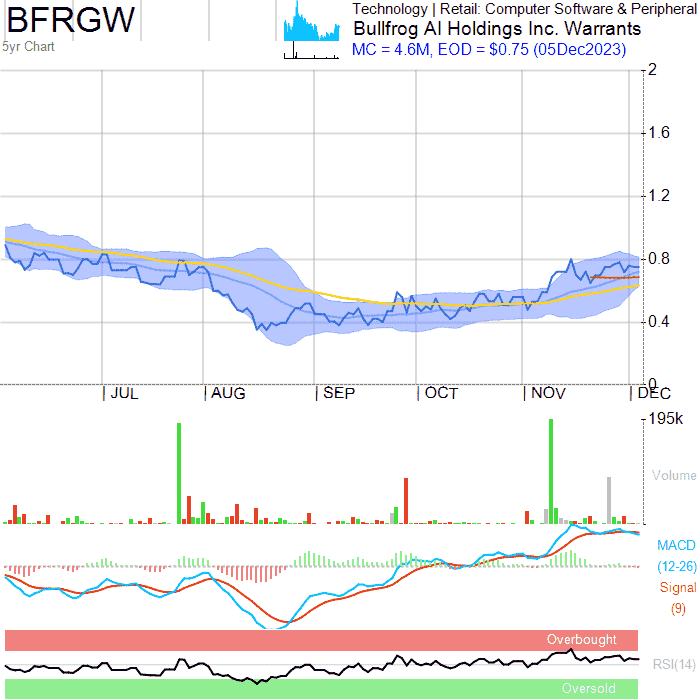 BFRGW
5yr Chart
Technology | Retail: Computer Software & Peripheral
Bullfrog AI Holdings Inc. Warrants
MC = 4.6M, EOD = $0.75 (05Dec2023)
2
1.6
1.2
0.8
0.4
0
JUL
AUG
SEP
OCT
NOV
DEC
195k
Volume
MACD
(12-26)
Signal
(9)
Overbought
RSI(14)
Oversold